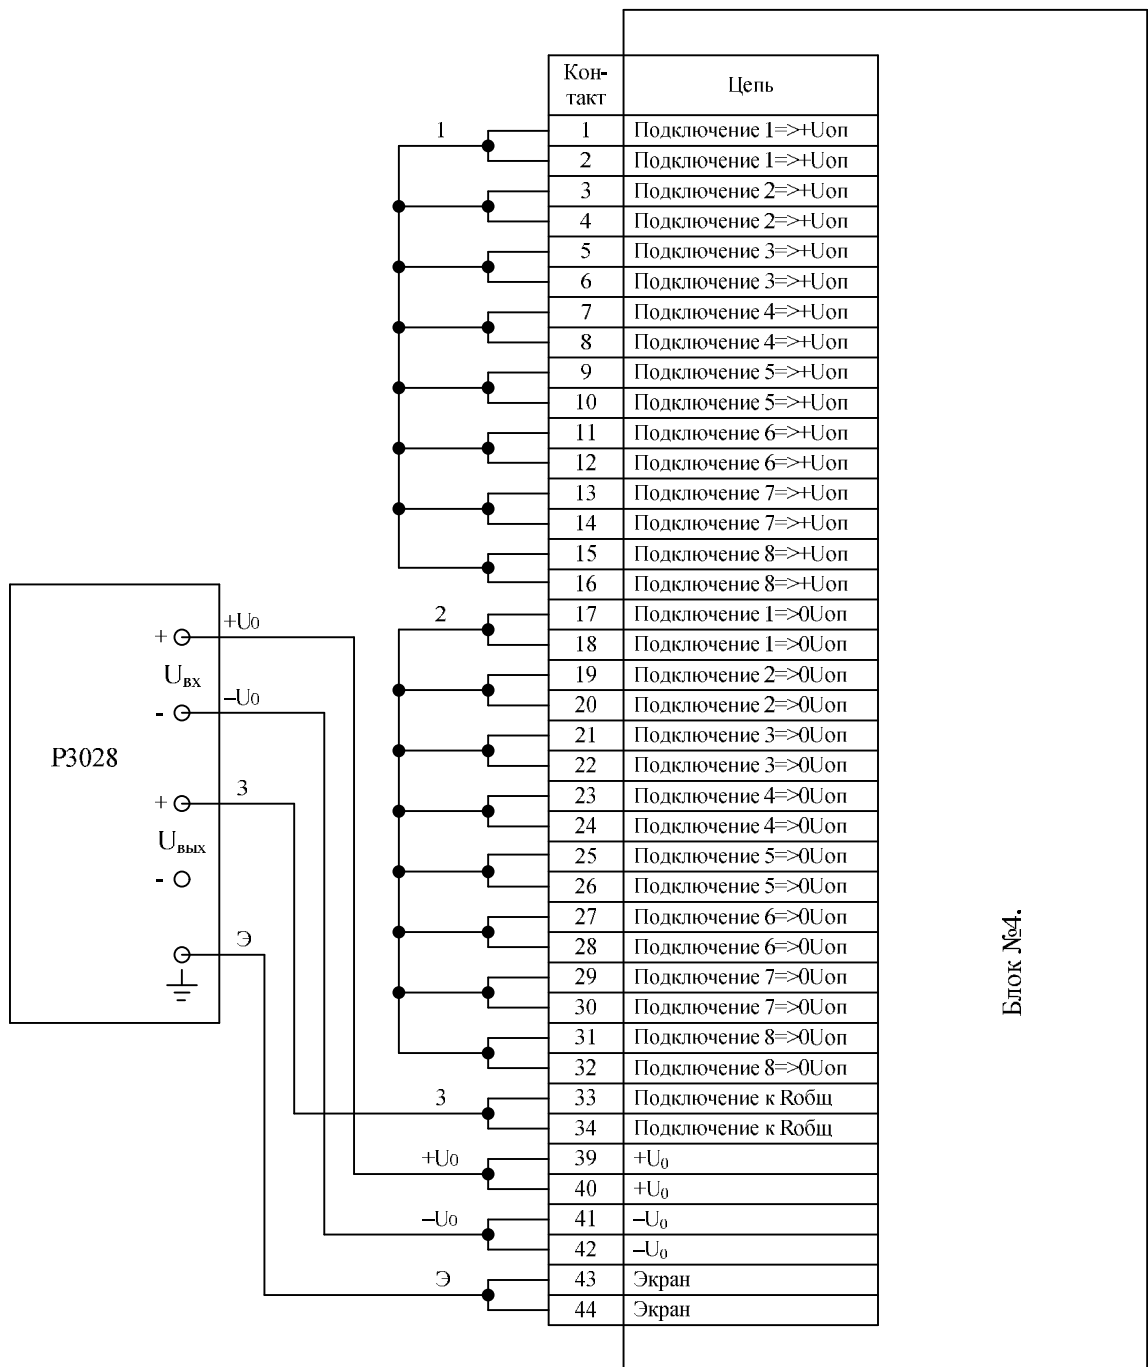 Кон-
такт
Цепь
1
1 Подключение 1=>+Uоп
2 Подключение 1=>+Uоп
3 Подключение 2=>+Uоп
4 Подключение 2=>+Uоп
5 Подключение 3=>+Uоп
6 Подключение 3=>+Uоп
7 Подключение 4=>+Uоп
8 Подключение 4=>+Uоп
9 Подключение 5=>+Uоп
10 Подключение 5=>+Uоп
11 Подключение 6=>+Uоп
12 Подключение 6=>+Uоп
13 Подключение 7=>+Uоп
14 Подключение 7=>+Uоп
15 Подключение 8=>+Uоп
16 Подключение 8=>+Uоп
2
17 Подключение 1=>0Uоп
18 Подключение 1=>0Uоп
19 Подключение 2=>0Uоп
20 Подключение 2=>0Uоп
21 Подключение 3=>0Uоп
22 Подключение 3=>0Uоп
23 Подключение 4=>0Uоп
24 Подключение 4=>0Uоп
25 Подключение 5=>0Uоп
26 Подключение 5=>0Uоп
27 Подключение 6=>0Uоп
28 Подключение 6=>0Uоп
29 Подключение 7=>0Uоп
30 Подключение 7=>0Uоп
31 Подключение 8=>0Uоп
32 Подключение 8=>0Uоп
3
33 Подключение к Rобщ
34 Подключение к Rобщ
+U0
39 +U0
40 +U0
–U0
41 –U0
42 –U0
Э
43 Экран
44 Экран
+U0
+
Uвх
–U0
-
Р3028
3
+
Uвых
-
Э
Блок №4.